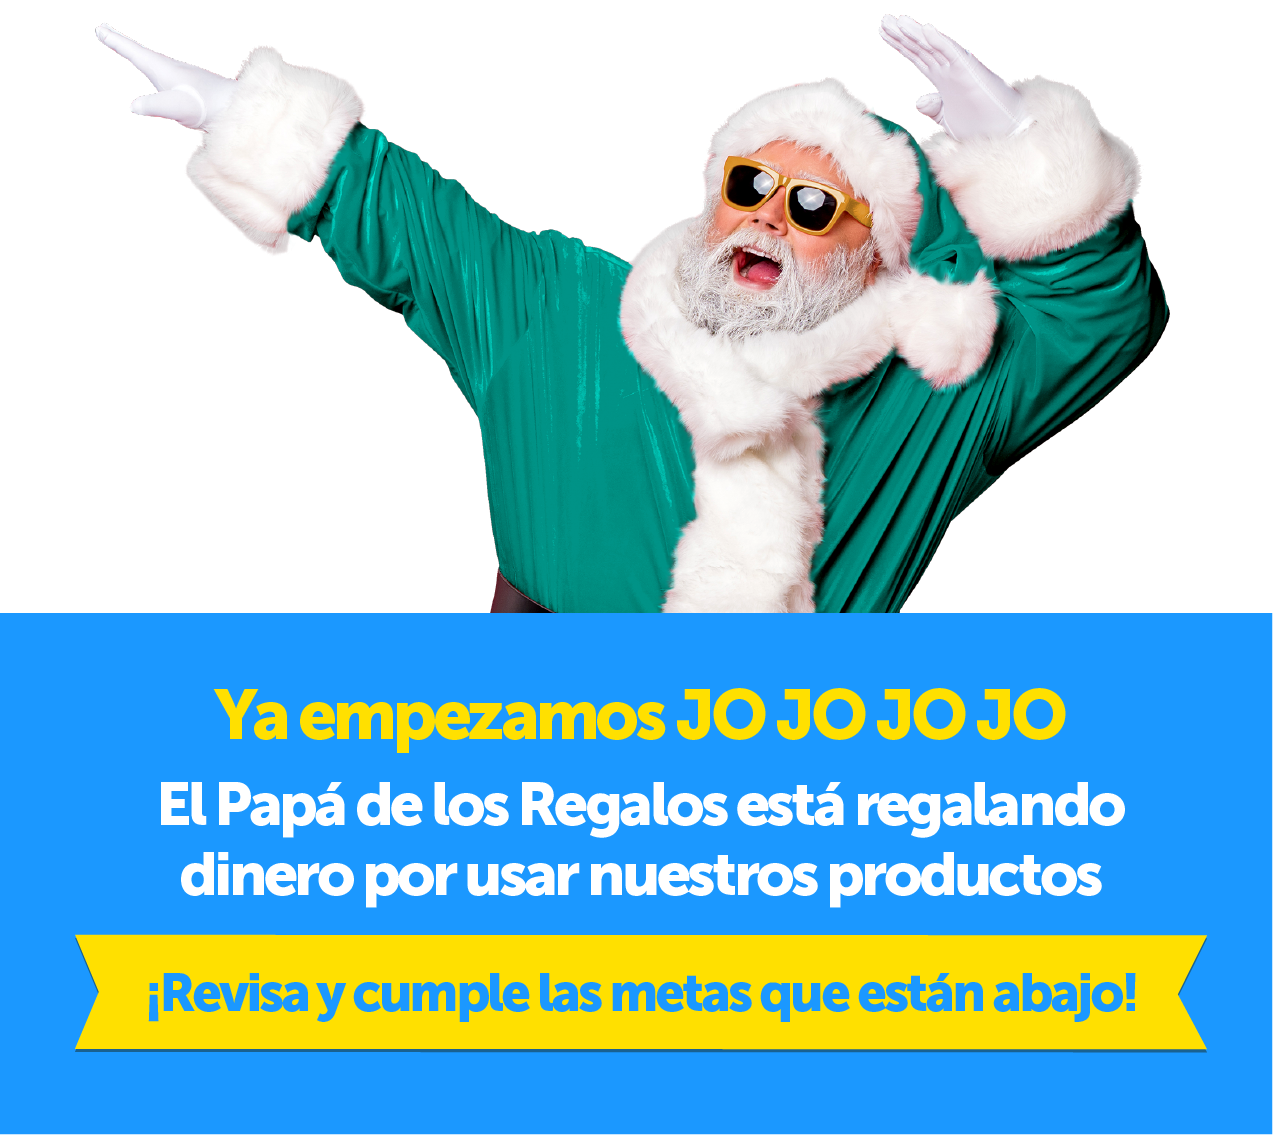 Ya empezamos JO JO JO JO
El Papá de los Regalos está regalando
dinero por usar nuestros productos
¡Revisa y cumple las metas que están abajo!